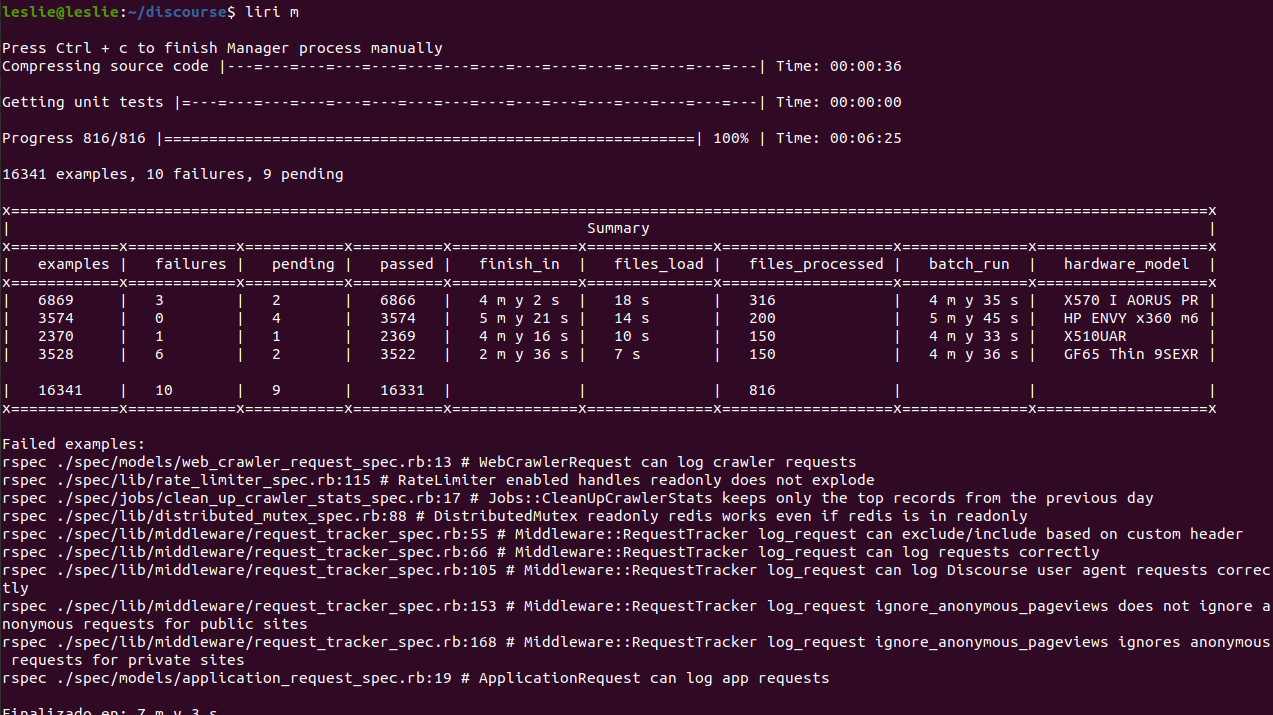 leslie@leslie:~/discourse$ liri m
Press Ctrl + c to finish Manager process manually
Compressing source code |---=---=---=---=---=---=---=---=---=---=---=---=---=---=---| Time: 00:00:36
Getting unit tests |=---=---=---=---=---=---=---=---=---=---=---=---=---=---=---=---| Time: 00:00:00
Progress 816/816 |===========================================================| 100% | Time: 00:06:25
16341 examples, 10 failures, 9 pending
x=====================================================================================================================================x
|                                                                Summary                                                              |
x============x============x===========x==========x==============x==============x===================x==============x===================x
|   examples |   failures |   pending |   passed |   finish_in  |   files_load |   files_processed |   batch_run  |   hardware_model  |
x============x============x===========x==========x==============x==============x===================x==============x===================x
|   6869     |   3        |   2       |   6866   |   4 m y 2 s  |   18 s       |   316             |   4 m y 35 s |   X570 I AORUS PR |
|   3574     |   0        |   4       |   3574   |   5 m y 21 s |   14 s       |   200             |   5 m y 45 s |   HP ENVY x360 m6 |
|   2370     |   1        |   1       |   2369   |   4 m y 16 s |   10 s       |   150             |   4 m y 33 s |   X510UAR         |
|   3528     |   6        |   2       |   3522   |   2 m y 36 s |   7 s        |   150             |   4 m y 36 s |   GF65 Thin 9SEXR |
|   16341    |   10       |   9       |   16331  |              |              |   816             |              |                   |
x============x============x===========x==========x==============x==============x===================x==============x===================x
Failed examples:
rspec ./spec/models/web_crawler_request_spec.rb:13 # WebCrawlerRequest can log crawler requests
rspec ./spec/lib/rate_limiter_spec.rb:115 # RateLimiter enabled handles readonly does not explode
rspec ./spec/jobs/clean_up_crawler_stats_spec.rb:17 # Jobs::CleanUpCrawlerStats keeps only the top records from the previous day
rspec ./spec/lib/distributed_mutex_spec.rb:88 # DistributedMutex readonly redis works even if redis is in readonly
rspec ./spec/lib/middleware/request_tracker_spec.rb:55 # Middleware::RequestTracker log_request can exclude/include based on custom header
rspec ./spec/lib/middleware/request_tracker_spec.rb:66 # Middleware::RequestTracker log_request can log requests correctly
rspec ./spec/lib/middleware/request_tracker_spec.rb:105 # Middleware::RequestTracker log_request can log Discourse user agent requests correc
tly
rspec ./spec/lib/middleware/request_tracker_spec.rb:153 # Middleware::RequestTracker log_request ignore_anonymous_pageviews does not ignore a
nonymous requests for public sites
rspec ./spec/lib/middleware/request_tracker_spec.rb:168 # Middleware::RequestTracker log_request ignore_anonymous_pageviews ignores anonymous
 requests for private sites
rspec ./spec/models/application_request_spec.rb:19 # ApplicationRequest can log app requests
Finalizado en: 7 m y 3 s